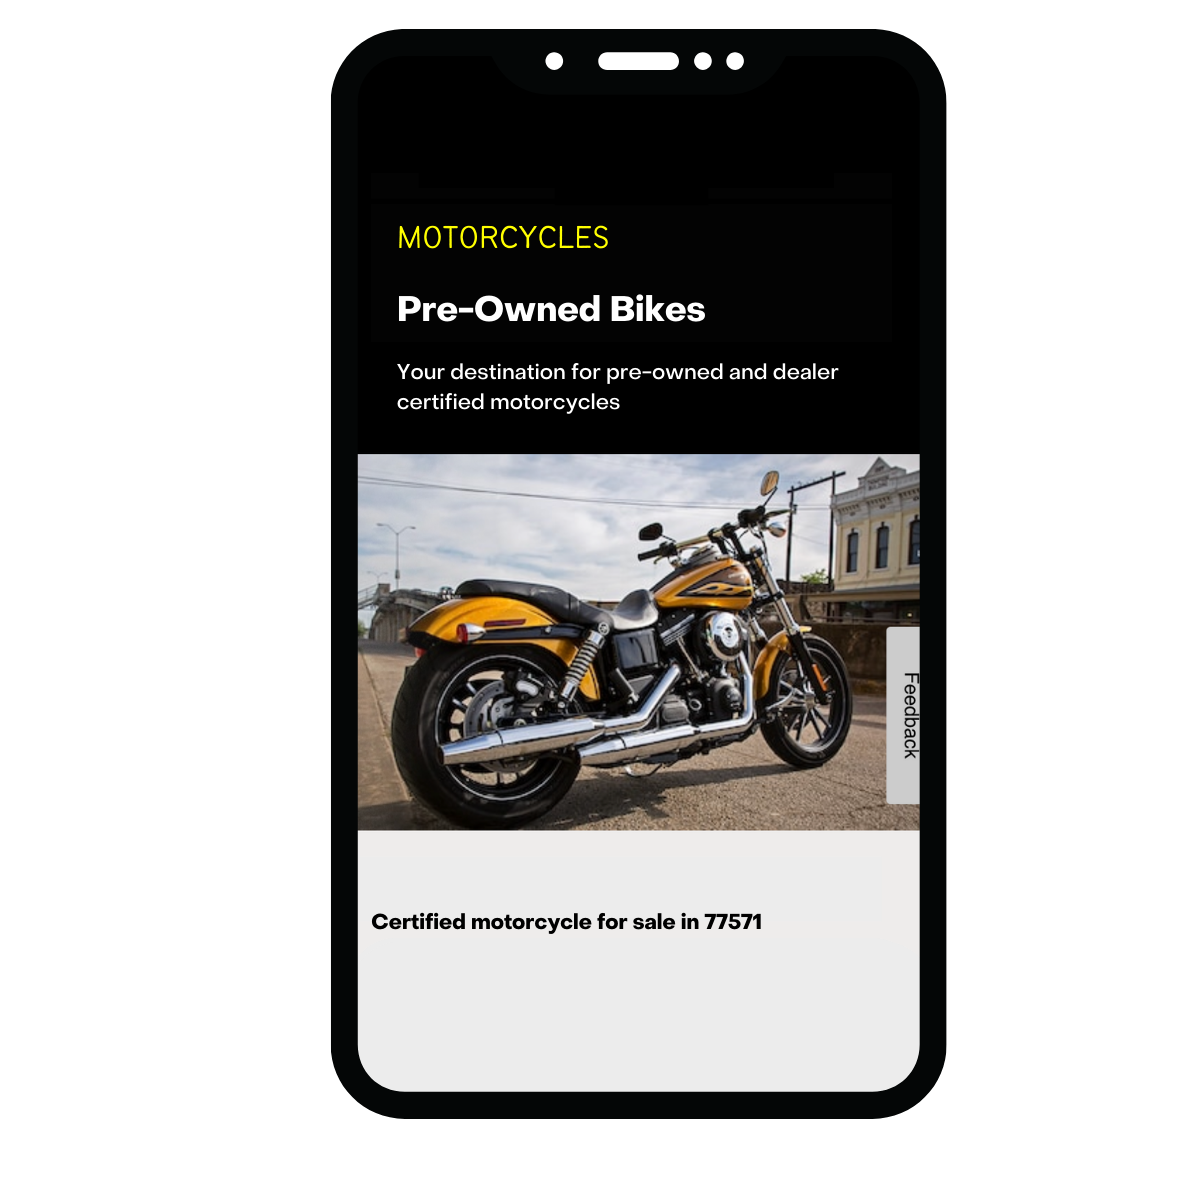 MOTORCYCLES
Pre-Owned Bikes
Your destination for pre-owned and dealer
certified motorcycles
Feedback
Certified motorcycle for sale in 77571